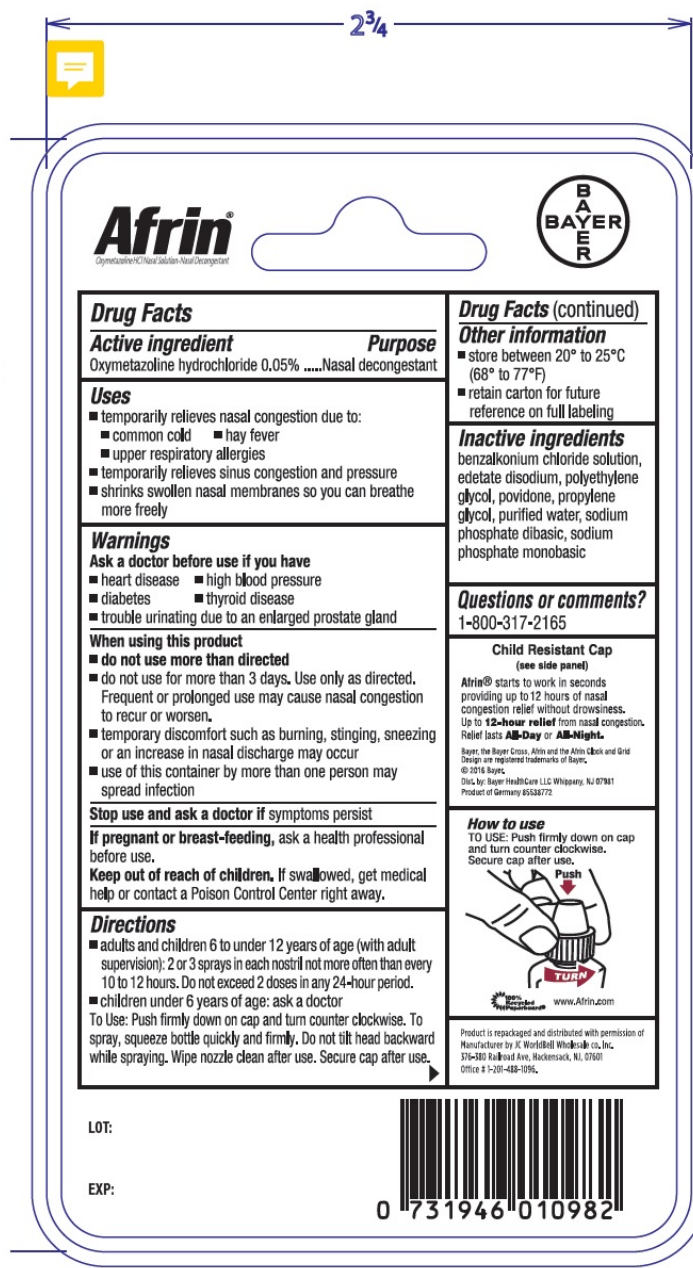 2¾
Afrin®
Oxymetazoline HCl Nasal Solution-Nasal Decongestant
BAYER
BAYER
Drug Facts
Active ingredient Purpose
Oxymetazoline hydrochloride 0.05% .....Nasal decongestant
Uses
■ temporarily relieves nasal congestion due to:
■ common cold ■ hay fever
■ upper respiratory allergies
■ temporarily relieves sinus congestion and pressure
■ shrinks swollen nasal membranes so you can breathe
more freely
Warnings
Ask a doctor before use if you have
■ heart disease ■ high blood pressure
■ diabetes ■ thyroid disease
■ trouble urinating due to an enlarged prostate gland
When using this product
■ do not use more than directed
■ do not use for more than 3 days. Use only as directed.
Frequent or prolonged use may cause nasal congestion
to recur or worsen.
■ temporary discomfort such as burning, stinging, sneezing
or an increase in nasal discharge may occur
■ use of this container by more than one person may
spread infection
Stop use and ask a doctor if symptoms persist
If pregnant or breast-feeding, ask a health professional
before use.
Keep out of reach of children. If swallowed, get medical
help or contact a Poison Control Center right away.
Directions
■ adults and children 6 to under 12 years of age (with adult
supervision): 2 or 3 sprays in each nostril not more often than every
10 to 12 hours. Do not exceed 2 doses in any 24-hour period.
■ children under 6 years of age: ask a doctor
To Use: Push firmly down on cap and turn counter clockwise. To
spray, squeeze bottle quickly and firmly. Do not tilt head backward
while spraying. Wipe nozzle clean after use. Secure cap after use.
Drug Facts (continued)
Other information
■ store between 20° to 25°C
(68° to 77°F)
■ retain carton for future
reference on full labeling
Inactive ingredients
benzalkonium chloride solution,
edetate disodium, polyethylene
glycol, povidone, propylene
glycol, purified water, sodium
phosphate dibasic, sodium
phosphate monobasic
Questions or comments?
1-800-317-2165
Child Resistant Cap
(see side panel)
Afrin® starts to work in seconds
providing up to 12 hours of nasal
congestion relief without drowsiness.
Up to 12-hour relief from nasal congestion.
Relief lasts All-Day or All-Night.
Bayer, the Bayer Cross, Afrin and the Afrin Clock and Grid
Design are registered trademarks of Bayer.
© 2016 Bayer.
Dist. by: Bayer HealthCare LLC Whippany, NJ 07981
Product of Germany 85538772
How to use
TO USE: Push firmly down on cap
and turn counter clockwise.
Secure cap after use.
Push
TURN
100%
Recycled
Paperboard®
www.Afrin.com
Product is repackaged and distributed with permission of
Manufacturer by JC WorldBell Wholesale co. Inc.
376-380 Railroad Ave, Hackensack, NJ, 07601
Office # 1-201-488-1096.
LOT:
EXP:
0 731946 010982